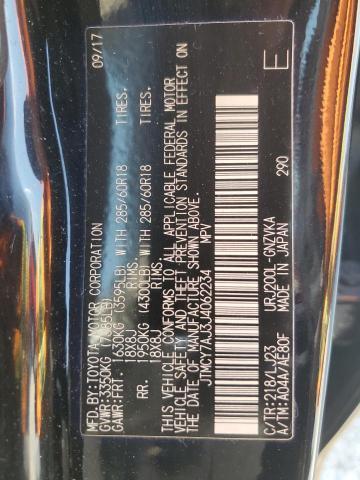 MFD.BY:TOYOTA MOTOR CORPORATION 09/17
GVWR:3350KG (7385LB)
GAWR:FRT. 1630KG (3595LB) WITH 285/60R18 TIRES.
18X8J RIMS.
RR. 1950KG (4300LB) WITH 285/60R18 TIRES.
18X8J RIMS.
THIS VEHICLE CONFORMS TO ALL APPLICABLE FEDERAL MOTOR
VEHICLE SAFETY AND THEFT PREVENTION STANDARDS IN EFFECT ON
THE DATE OF MANUFACTURE SHOWN ABOVE.
JTMCY7AJ3J4062234 MPV
290
E
C/TR:218/LJ23 URJ200L-GNZVKA
A/TM:A04A/AE80F MADE IN JAPAN